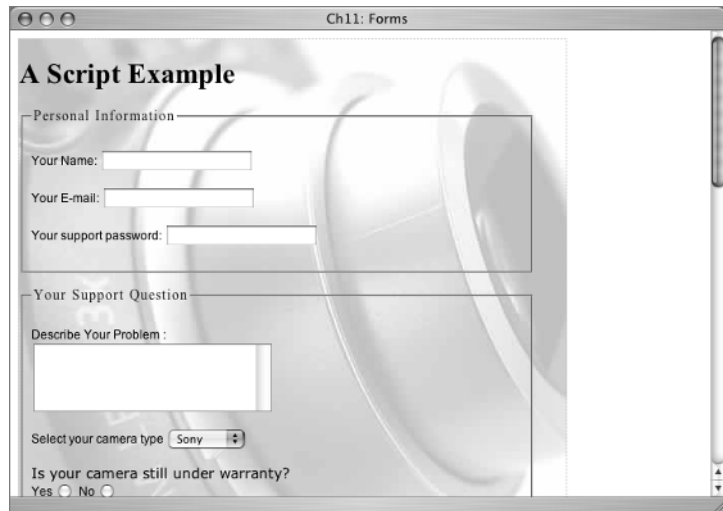 Ch11: Forms
A Script Example
Personal Information
Your Name:
Your E-mail:
Your support password:
Your Support Question
Describe Your Problem :
Select your camera type Sony
Is your camera still under warranty?
Yes No